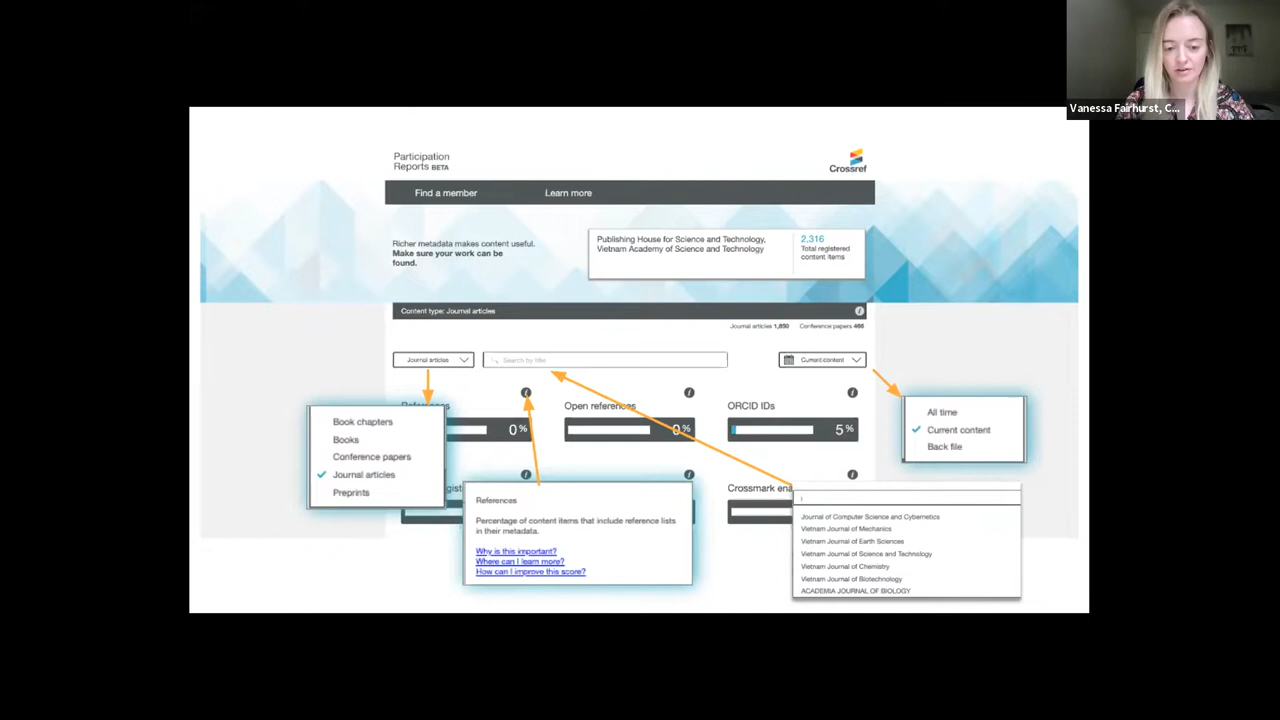 Vanessa Fairhurst, C...
Participation
Reports BETA
Crossref
Find a member
Learn more
Richer metadata makes content useful.
Make sure your work can be
found.
Publishing House for Science and Technology,
Vietnam Academy of Science and Technology
2,316
Total registered
content items
Content type: Journal articles
Journal articles 1,850 Conference papers 466
Journal articles
Search by title
Current content
References
0%
Open references
0%
ORCID IDs
5%
Book chapters
Books
Conference papers
Journal articles
Preprints
All time
Current content
Back file
References
Percentage of content items that include reference lists
in their metadata.
Why is this important?
Where can I learn more?
How can I improve this score?
Crossmark ena
Journal of Computer Science and Cybernetics
Vietnam Journal of Mechanics
Vietnam Journal of Earth Sciences
Vietnam Journal of Science and Technology
Vietnam Journal of Chemistry
Vietnam Journal of Biotechnology
ACADEMIA JOURNAL OF BIOLOGY